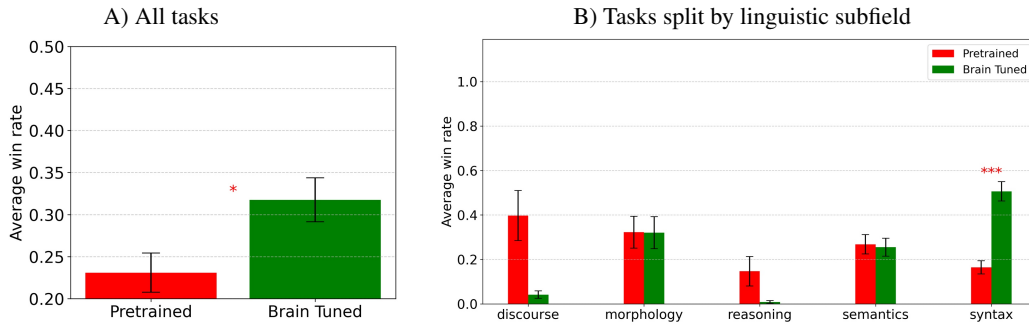 A) All tasks
Average win rate
0.50
0.45
0.40
0.35
0.30
0.25
0.20
*
Pretrained
Brain Tuned
B) Tasks split by linguistic subfield
Average win rate
1.0
0.8
0.6
0.4
0.2
0.0
Pretrained
Brain Tuned
***
discourse
morphology
reasoning
semantics
syntax